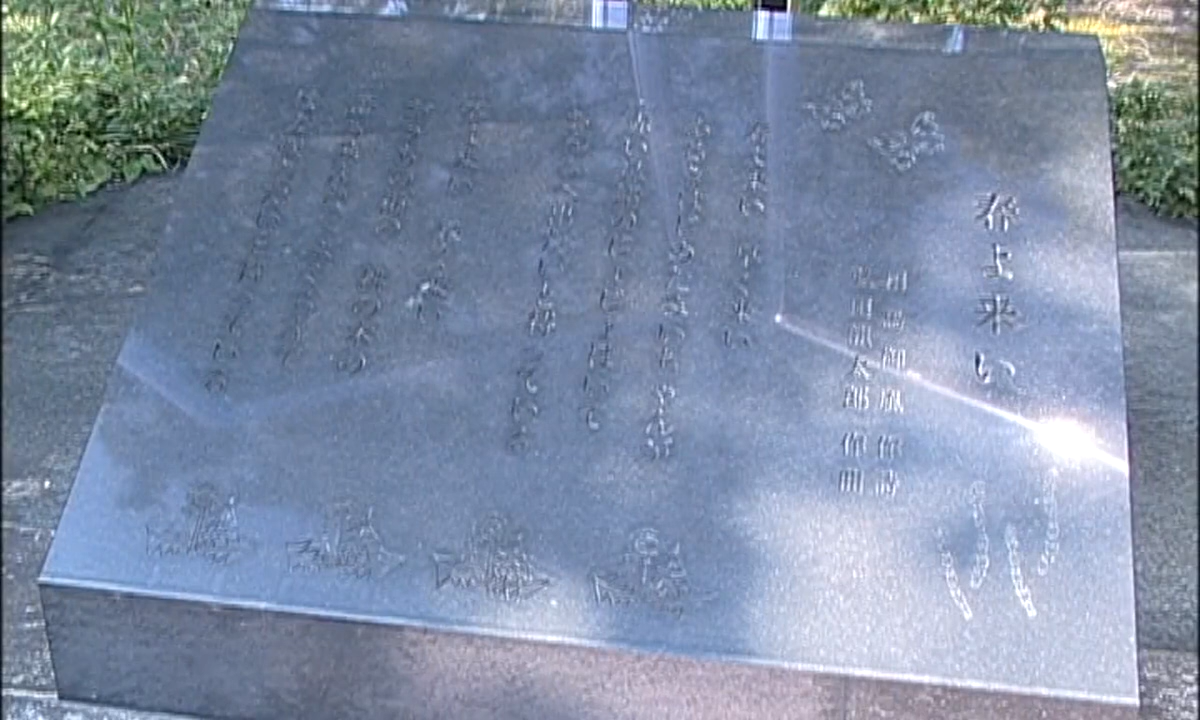 春よ来い
相馬御風 作詩
弘田龍太郎 作曲
春よ来い 早く来い
あるきはじめた みいちゃんが
赤い鼻緒の じょじょはいて
おんもへ出たいと 待っている
春よ来い 早く来い
おうちの前の 桃の木の
待っている